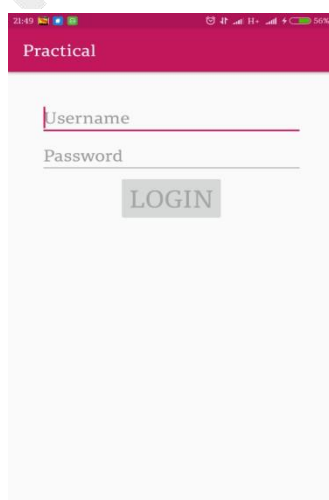 21:49 H+ 56%
Practical
Username
Password
LOGIN